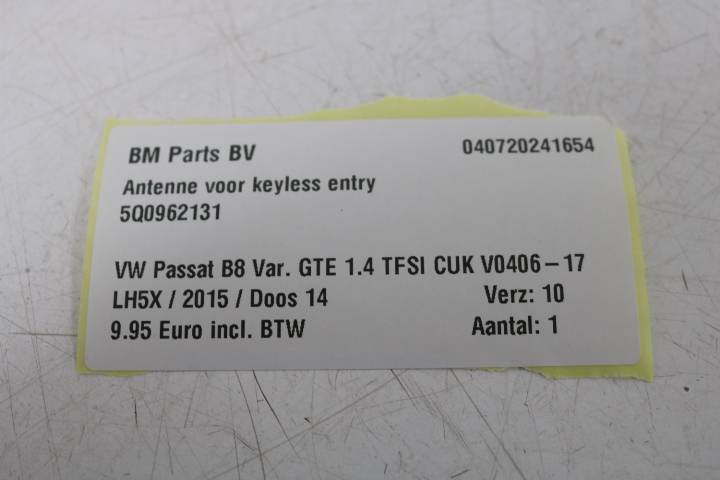 BM Parts BV 040720241654
Antenne voor keyless entry
5Q0962131
VW Passat B8 Var. GTE 1.4 TFSI CUK V0406-17
LH5X / 2015 / Doos 14 Verz: 10
9.95 Euro incl. BTW Aantal: 1